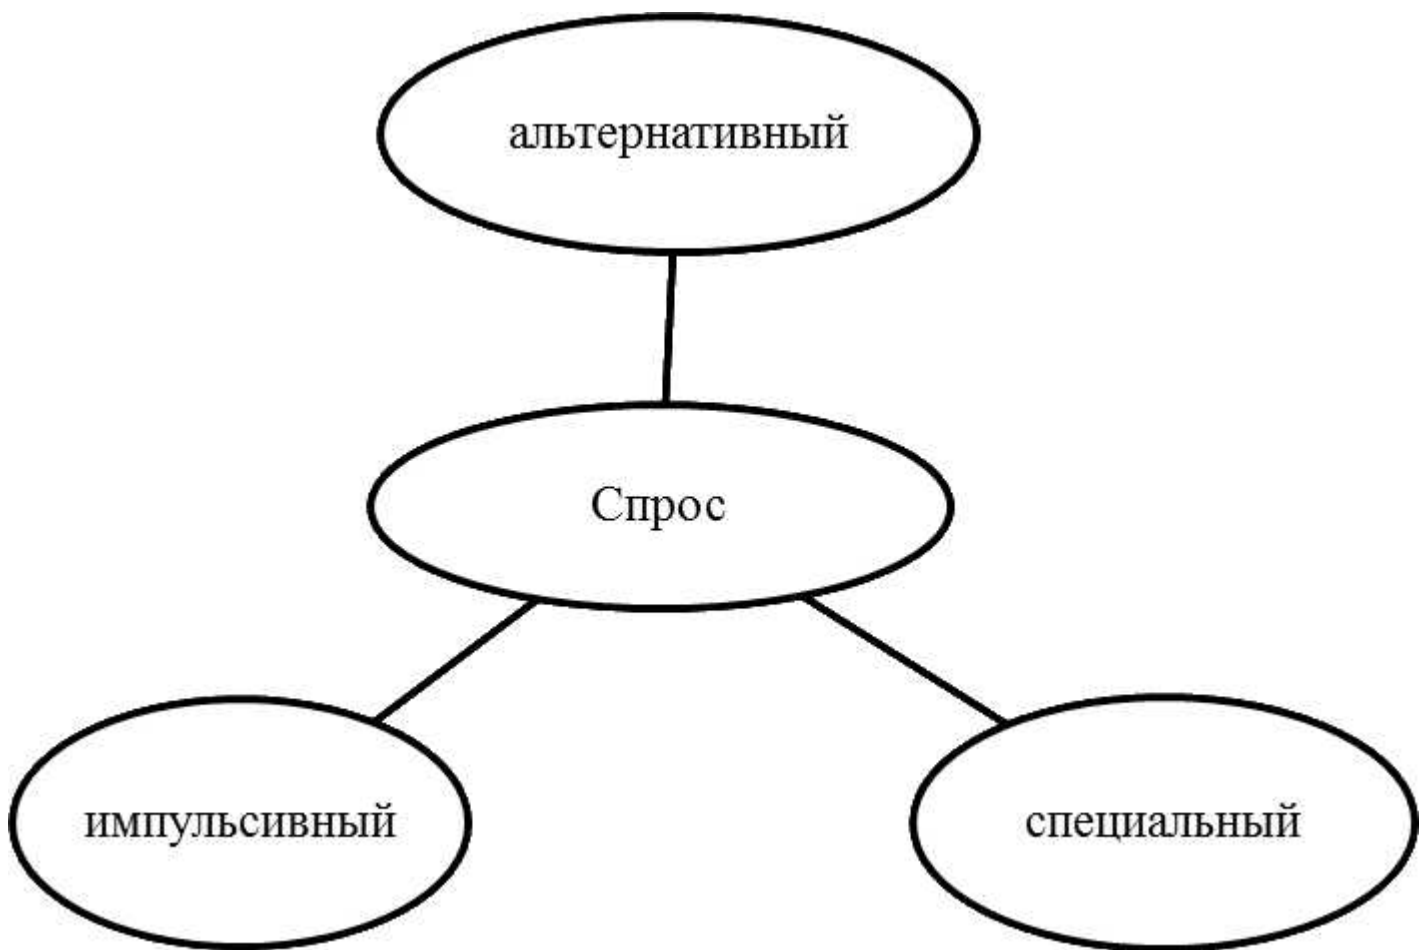 альтернативный
Спрос
импульсивный
специальный